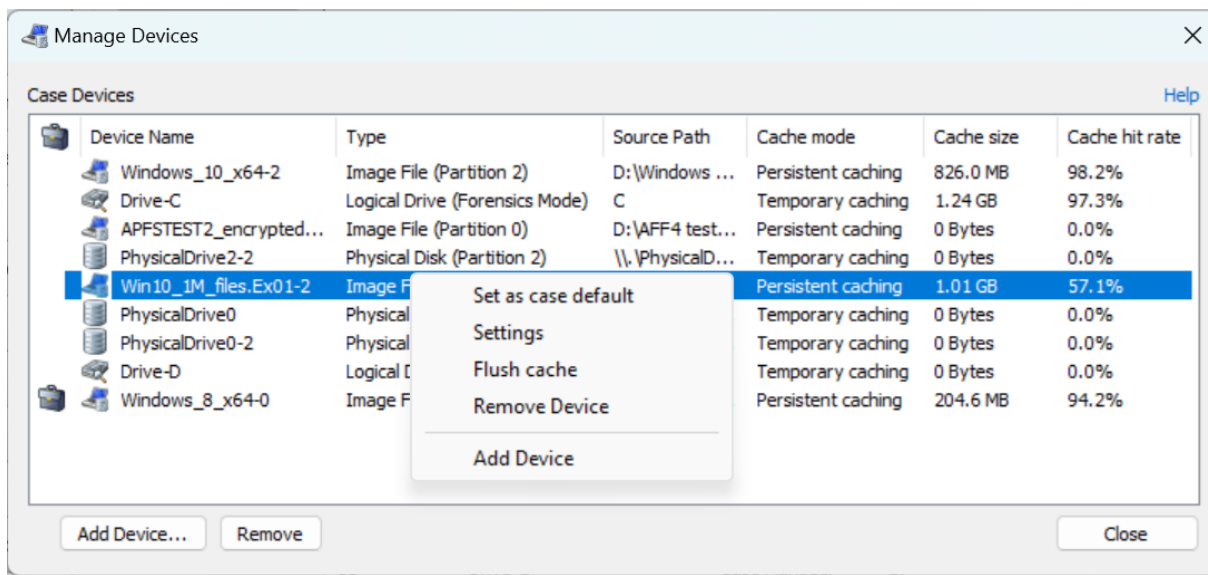 Manage Devices
Case Devices Help
Device Name Type Source Path Cache mode Cache size Cache hit rate
Windows_10_x64-2 Image File (Partition 2) D:\Windows ... Persistent caching 826.0 MB 98.2%
Drive-C Logical Drive (Forensics Mode) C Temporary caching 1.24 GB 97.3%
APFSTEST2_encrypted... Image File (Partition 0) D:\AFF4 test... Persistent caching 0 Bytes 0.0%
PhysicalDrive2-2 Physical Disk (Partition 2) \\.\PhysicalD... Temporary caching 0 Bytes 0.0%
Win10_1M_files.Ex01-2 Image F Persistent caching 1.01 GB 57.1%
PhysicalDrive0 Physical Temporary caching 0 Bytes 0.0%
PhysicalDrive0-2 Physical Temporary caching 0 Bytes 0.0%
Drive-D Logical Temporary caching 0 Bytes 0.0%
Windows_8_x64-0 Image F Persistent caching 204.6 MB 94.2%
Set as case default
Settings
Flush cache
Remove Device
Add Device
Add Device... Remove Close